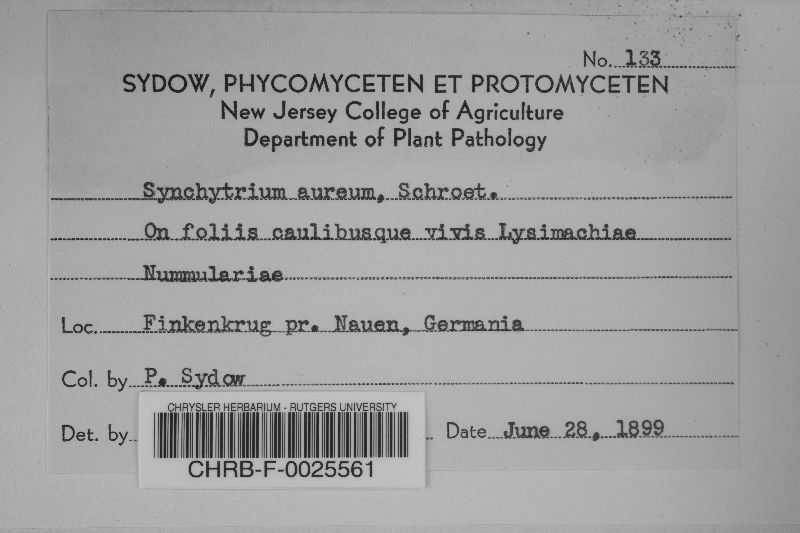 No. 133
SYDOW, PHYCOMYCETEN ET PROTOMYCETEN
New Jersey College of Agriculture
Department of Plant Pathology
Synchytrium aureum, Schroet.
On foliis caulibusque vivis Lysimachiae
Nummulariae
Loc. Finkenkrug pr. Nauen, Germania
Col. by P. Sydow
Det. by Date June 28, 1899
CHRYSLER HERBARIUM - RUTGERS UNIVERSITY
CHRB-F-0025561